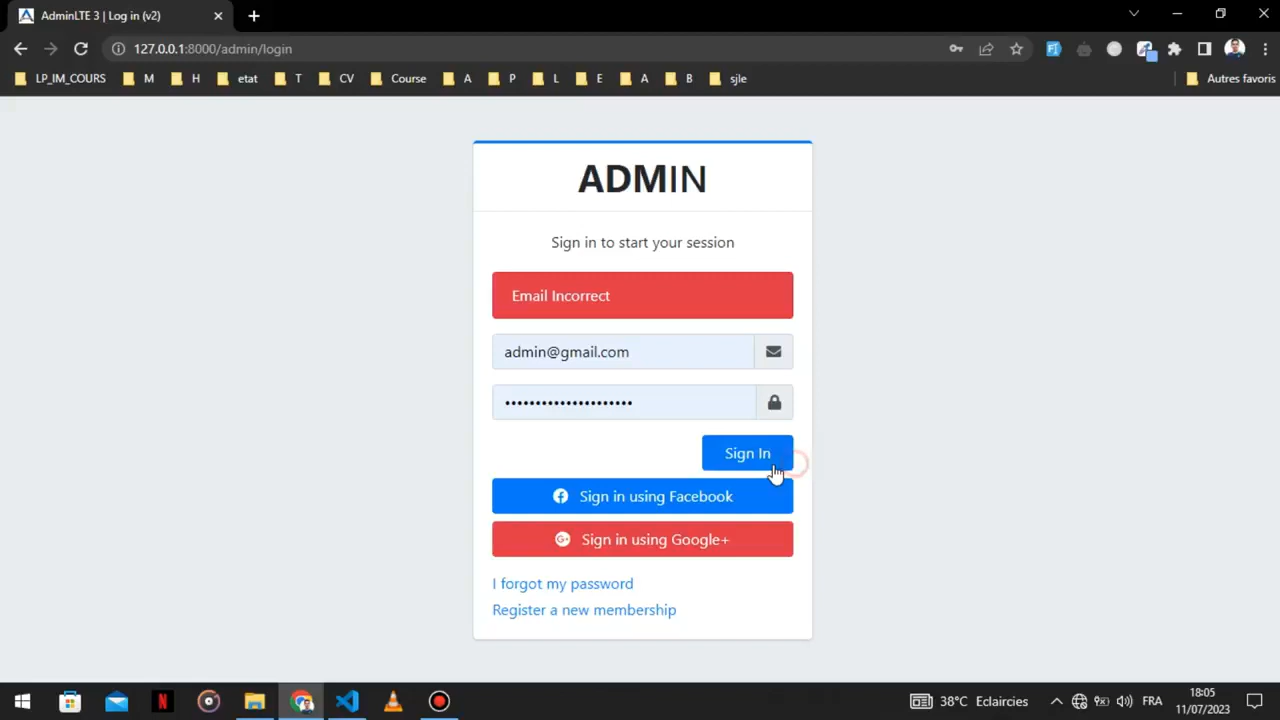 AdminLTE 3 | Log in (v2)
127.0.0.1:8000/admin/login
LP_IM_COURS M H etat T CV Course A P L E A B sjle Autres favoris
ADMIN
Sign in to start your session
Email Incorrect
admin@gmail.com
Sign In
Sign in using Facebook
Sign in using Google+
I forgot my password
Register a new membership
38°C Eclaircies FRA
18:05
11/07/2023